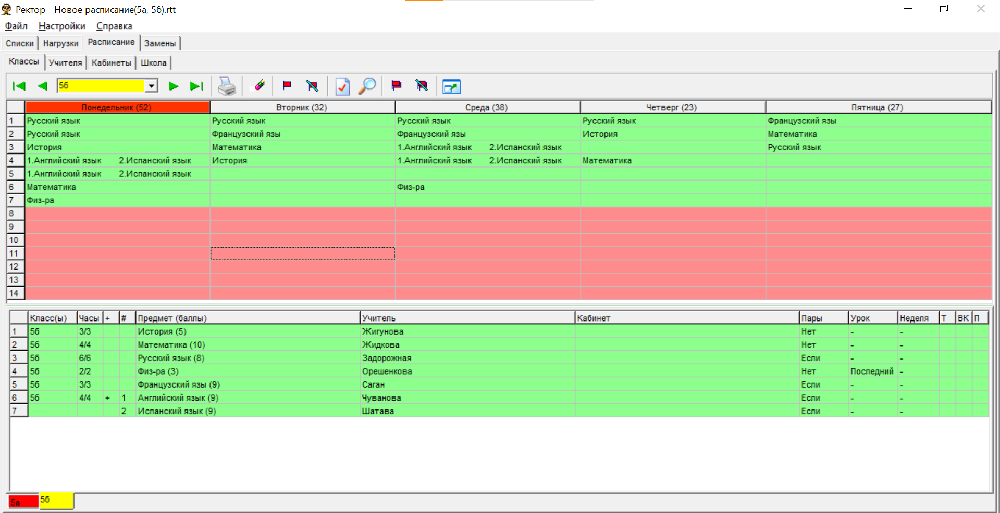 Ректор - Новое расписание(5а, 5б).rtt
Файл Настройки Справка
Списки Нагрузки Расписание Замены
Классы Учителя Кабинеты Школа
5б
Понедельник (52) Вторник (32) Среда (38) Четверг (23) Пятница (27)
1 Русский язык Русский язык Русский язык Русский язык Французский язы
2 Русский язык Французский язы Французский язы История Математика
3 История Математика 1.Английский язык 2.Испанский язык Русский язык
4 1.Английский язык 2.Испанский язык История 1.Английский язык 2.Испанский язык Математика
5 1.Английский язык 2.Испанский язык
6 Математика Физ-ра
7 Физ-ра
8
9
10
11
12
13
14
Класс(ы) Часы + # Предмет (баллы) Учитель Кабинет Пары Урок Неделя Т ВК П
1 5б 3/3 История (5) Жигунова Нет - -
2 5б 4/4 Математика (10) Жидкова Нет - -
3 5б 6/6 Русский язык (8) Задорожная Если - -
4 5б 2/2 Физ-ра (3) Орешенкова Нет Последний -
5 5б 3/3 Французский язы (9) Саган Если - -
6 5б 4/4 + 1 Английский язык (9) Чуванова Если - -
7 2 Испанский язык (9) Шатава Если - -
5а 5б